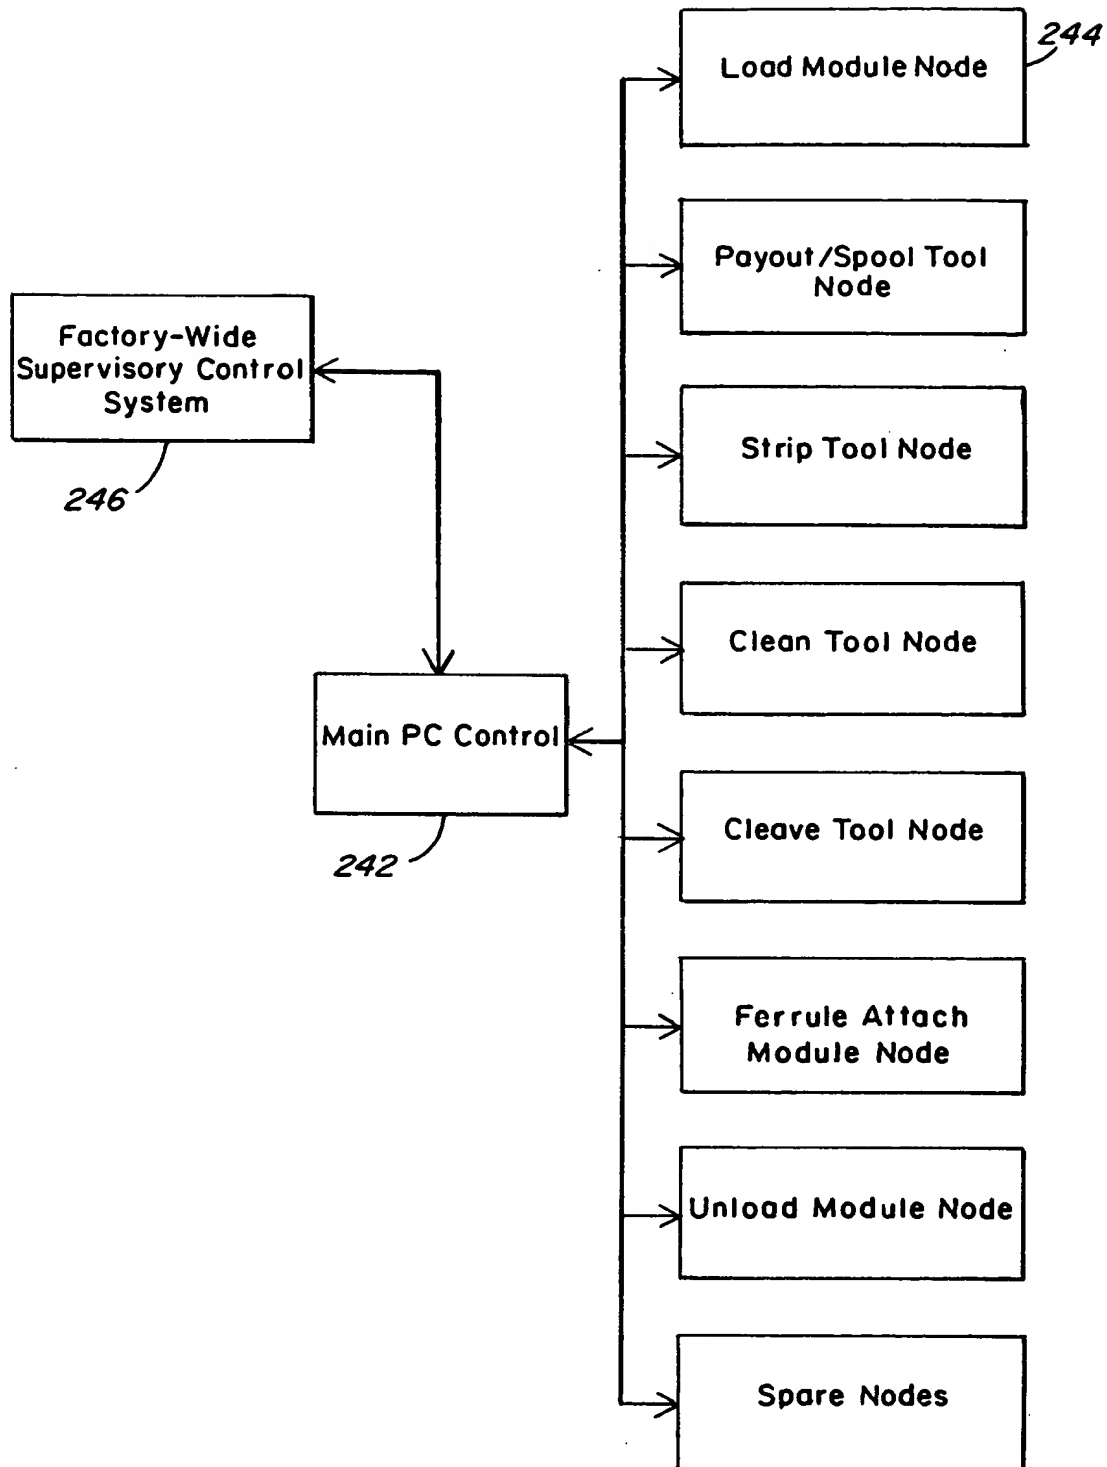 Load Module Node
244
Payout/Spool Tool
Node
Factory-Wide
Supervisory Control
System
246
Strip Tool Node
Clean Tool Node
Main PC Control
242
Cleave Tool Node
Ferrule Attach
Module Node
Unload Module Node
Spare Nodes